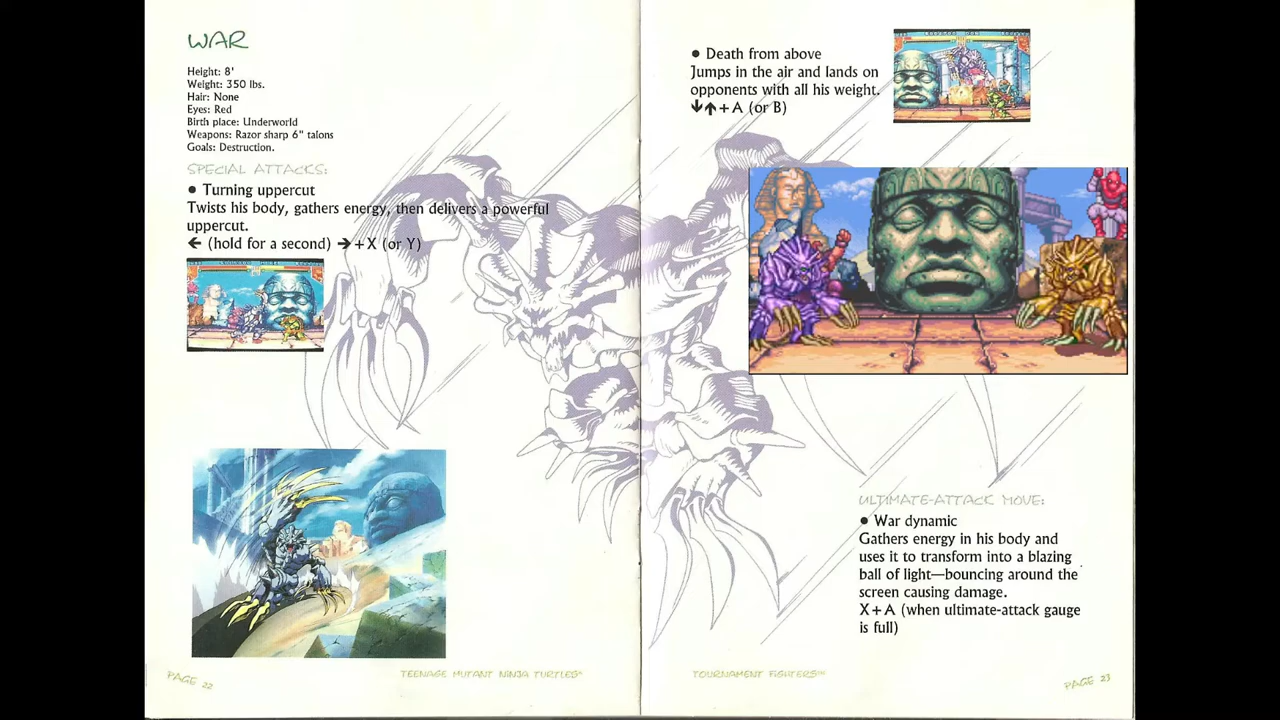 WAR
Height: 8'
Weight: 350 lbs.
Hair: None
Eyes: Red
Birth place: Underworld
Weapons: Razor sharp 6" talons
Goals: Destruction.
SPECIAL ATTACKS:
● Turning uppercut
Twists his body, gathers energy, then delivers a powerful
uppercut.
← (hold for a second) → + X (or Y)
PAGE 22
TEENAGE MUTANT NINJA TURTLES
● Death from above
Jumps in the air and lands on
opponents with all his weight.
↓↑ + A (or B)
ULTIMATE-ATTACK MOVE:
● War dynamic
Gathers energy in his body and
uses it to transform into a blazing
ball of light—bouncing around the
screen causing damage.
X + A (when ultimate-attack gauge
is full)
TOURNAMENT FIGHTERS™
PAGE 23